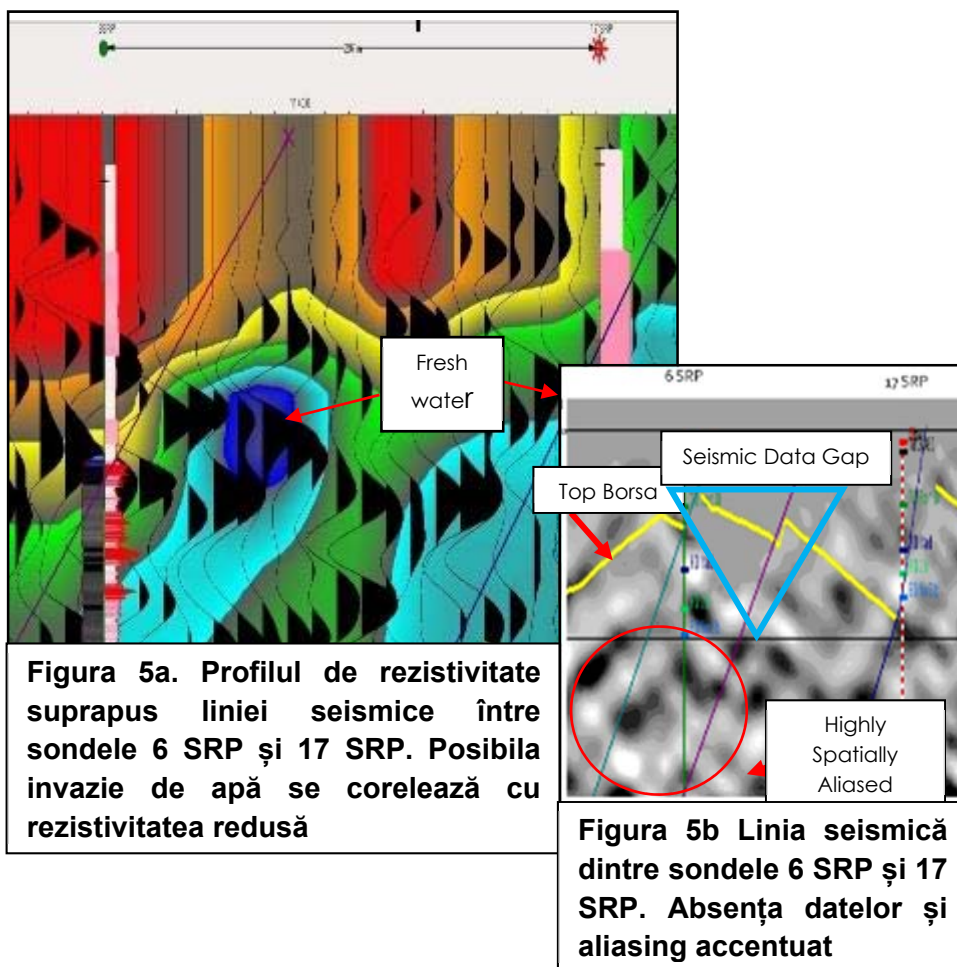 17 SRP
Fresh
water
6 SRP
17 SRP
Seismic Data Gap
Top Borsa
Highly
Spatially
Aliased
Figura 5a. Profilul de rezistivitate
suprapus liniei seismice între
sondele 6 SRP și 17 SRP. Posibila
invazie de apă se corelează cu
rezistivitatea redusă
Figura 5b Linia seismică
dintre sondele 6 SRP și 17
SRP. Absența datelor și
aliasing accentuat